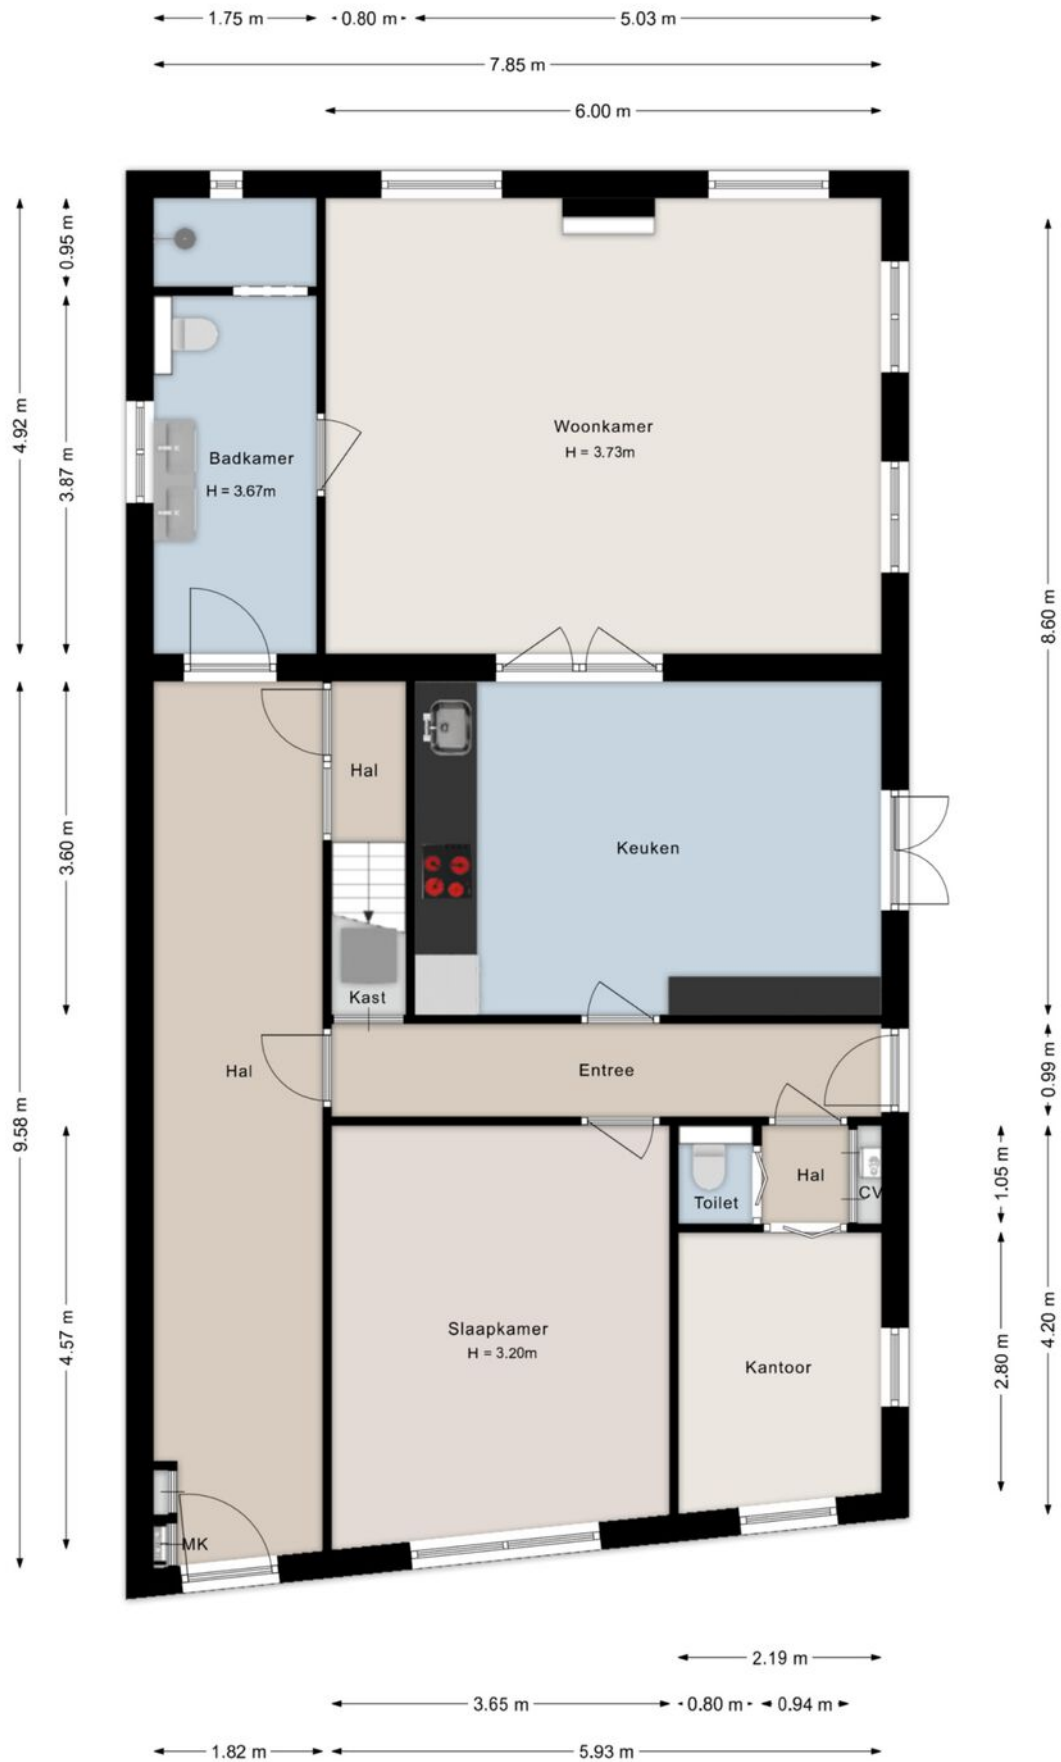 1.75 m
0.80 m
5.03 m
7.85 m
6.00 m
0.95 m
4.92 m
3.87 m
Badkamer
H = 3.67m
Woonkamer
H = 3.73m
8.60 m
Hal
Keuken
3.60 m
Kast
Hal
Entree
0.99 m
9.58 m
Toilet
Hal
CV
1.05 m
Slaapkamer
H = 3.20m
Kantoor
4.57 m
2.80 m
4.20 m
MK
2.19 m
3.65 m
0.80 m
0.94 m
1.82 m
5.93 m